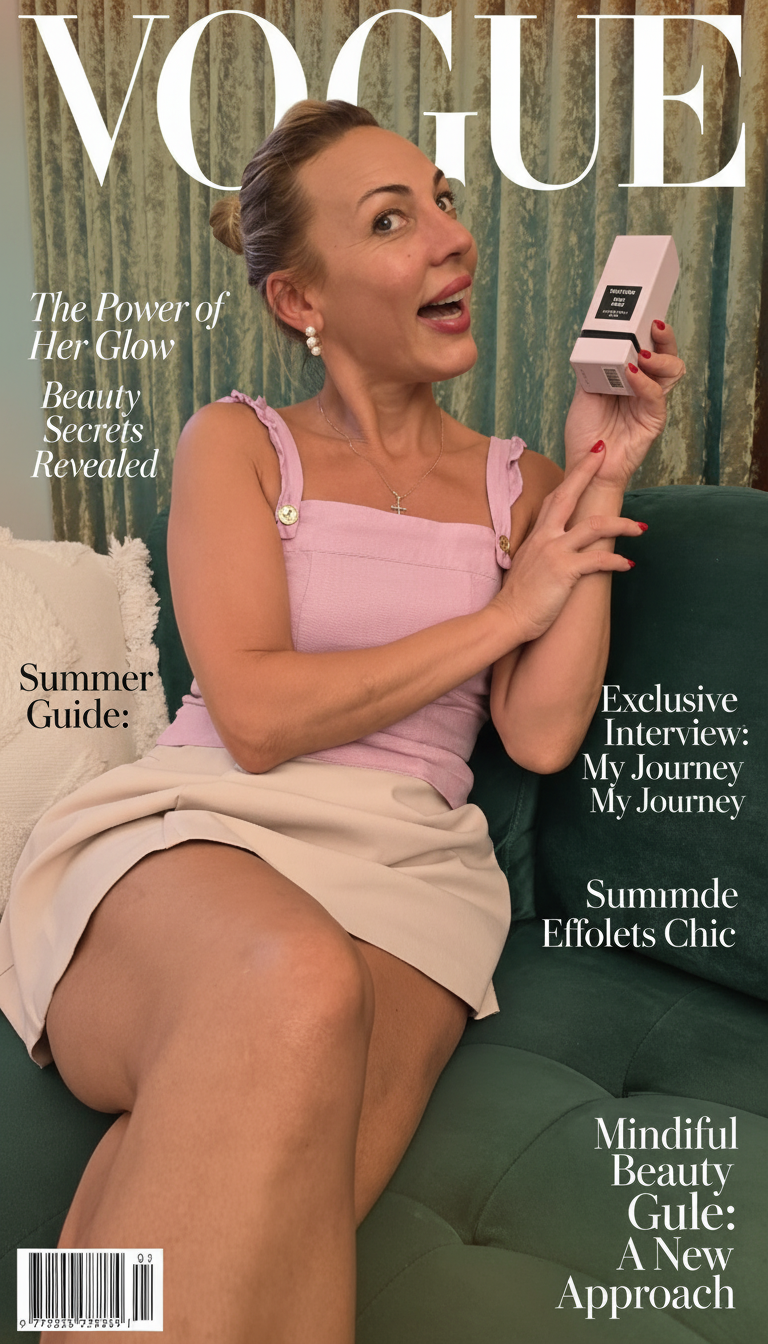 VOGUE
The Power of
Her Glow
Beauty
Secrets
Revealed
Summer
Guide:
Exclusive
Interview:
My Journey
My Journey
Summde
Effolets Chic
Mindiful
Beauty
Gule:
A New
Approach
09